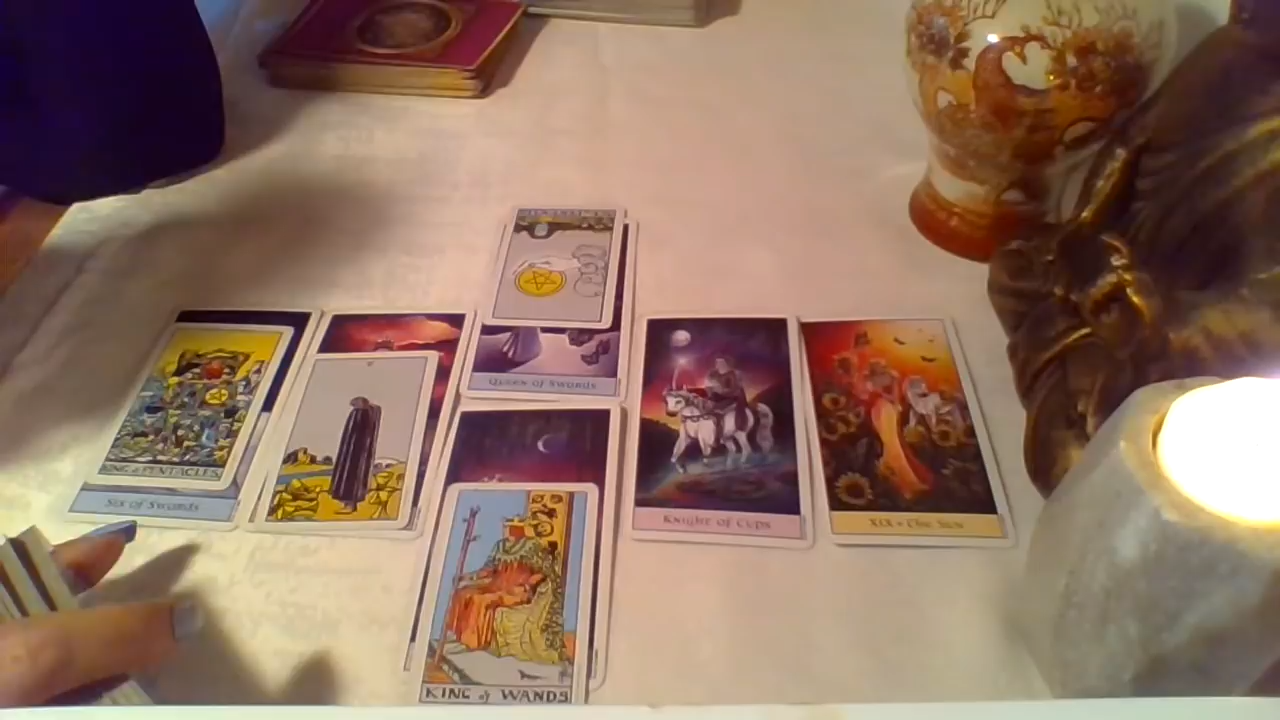 QUEEN OF SWORDS
KING of PENTACLES
SIX OF SWORDS
KNIGHT OF CUPS
XIX • THE SUN
KING of WANDS